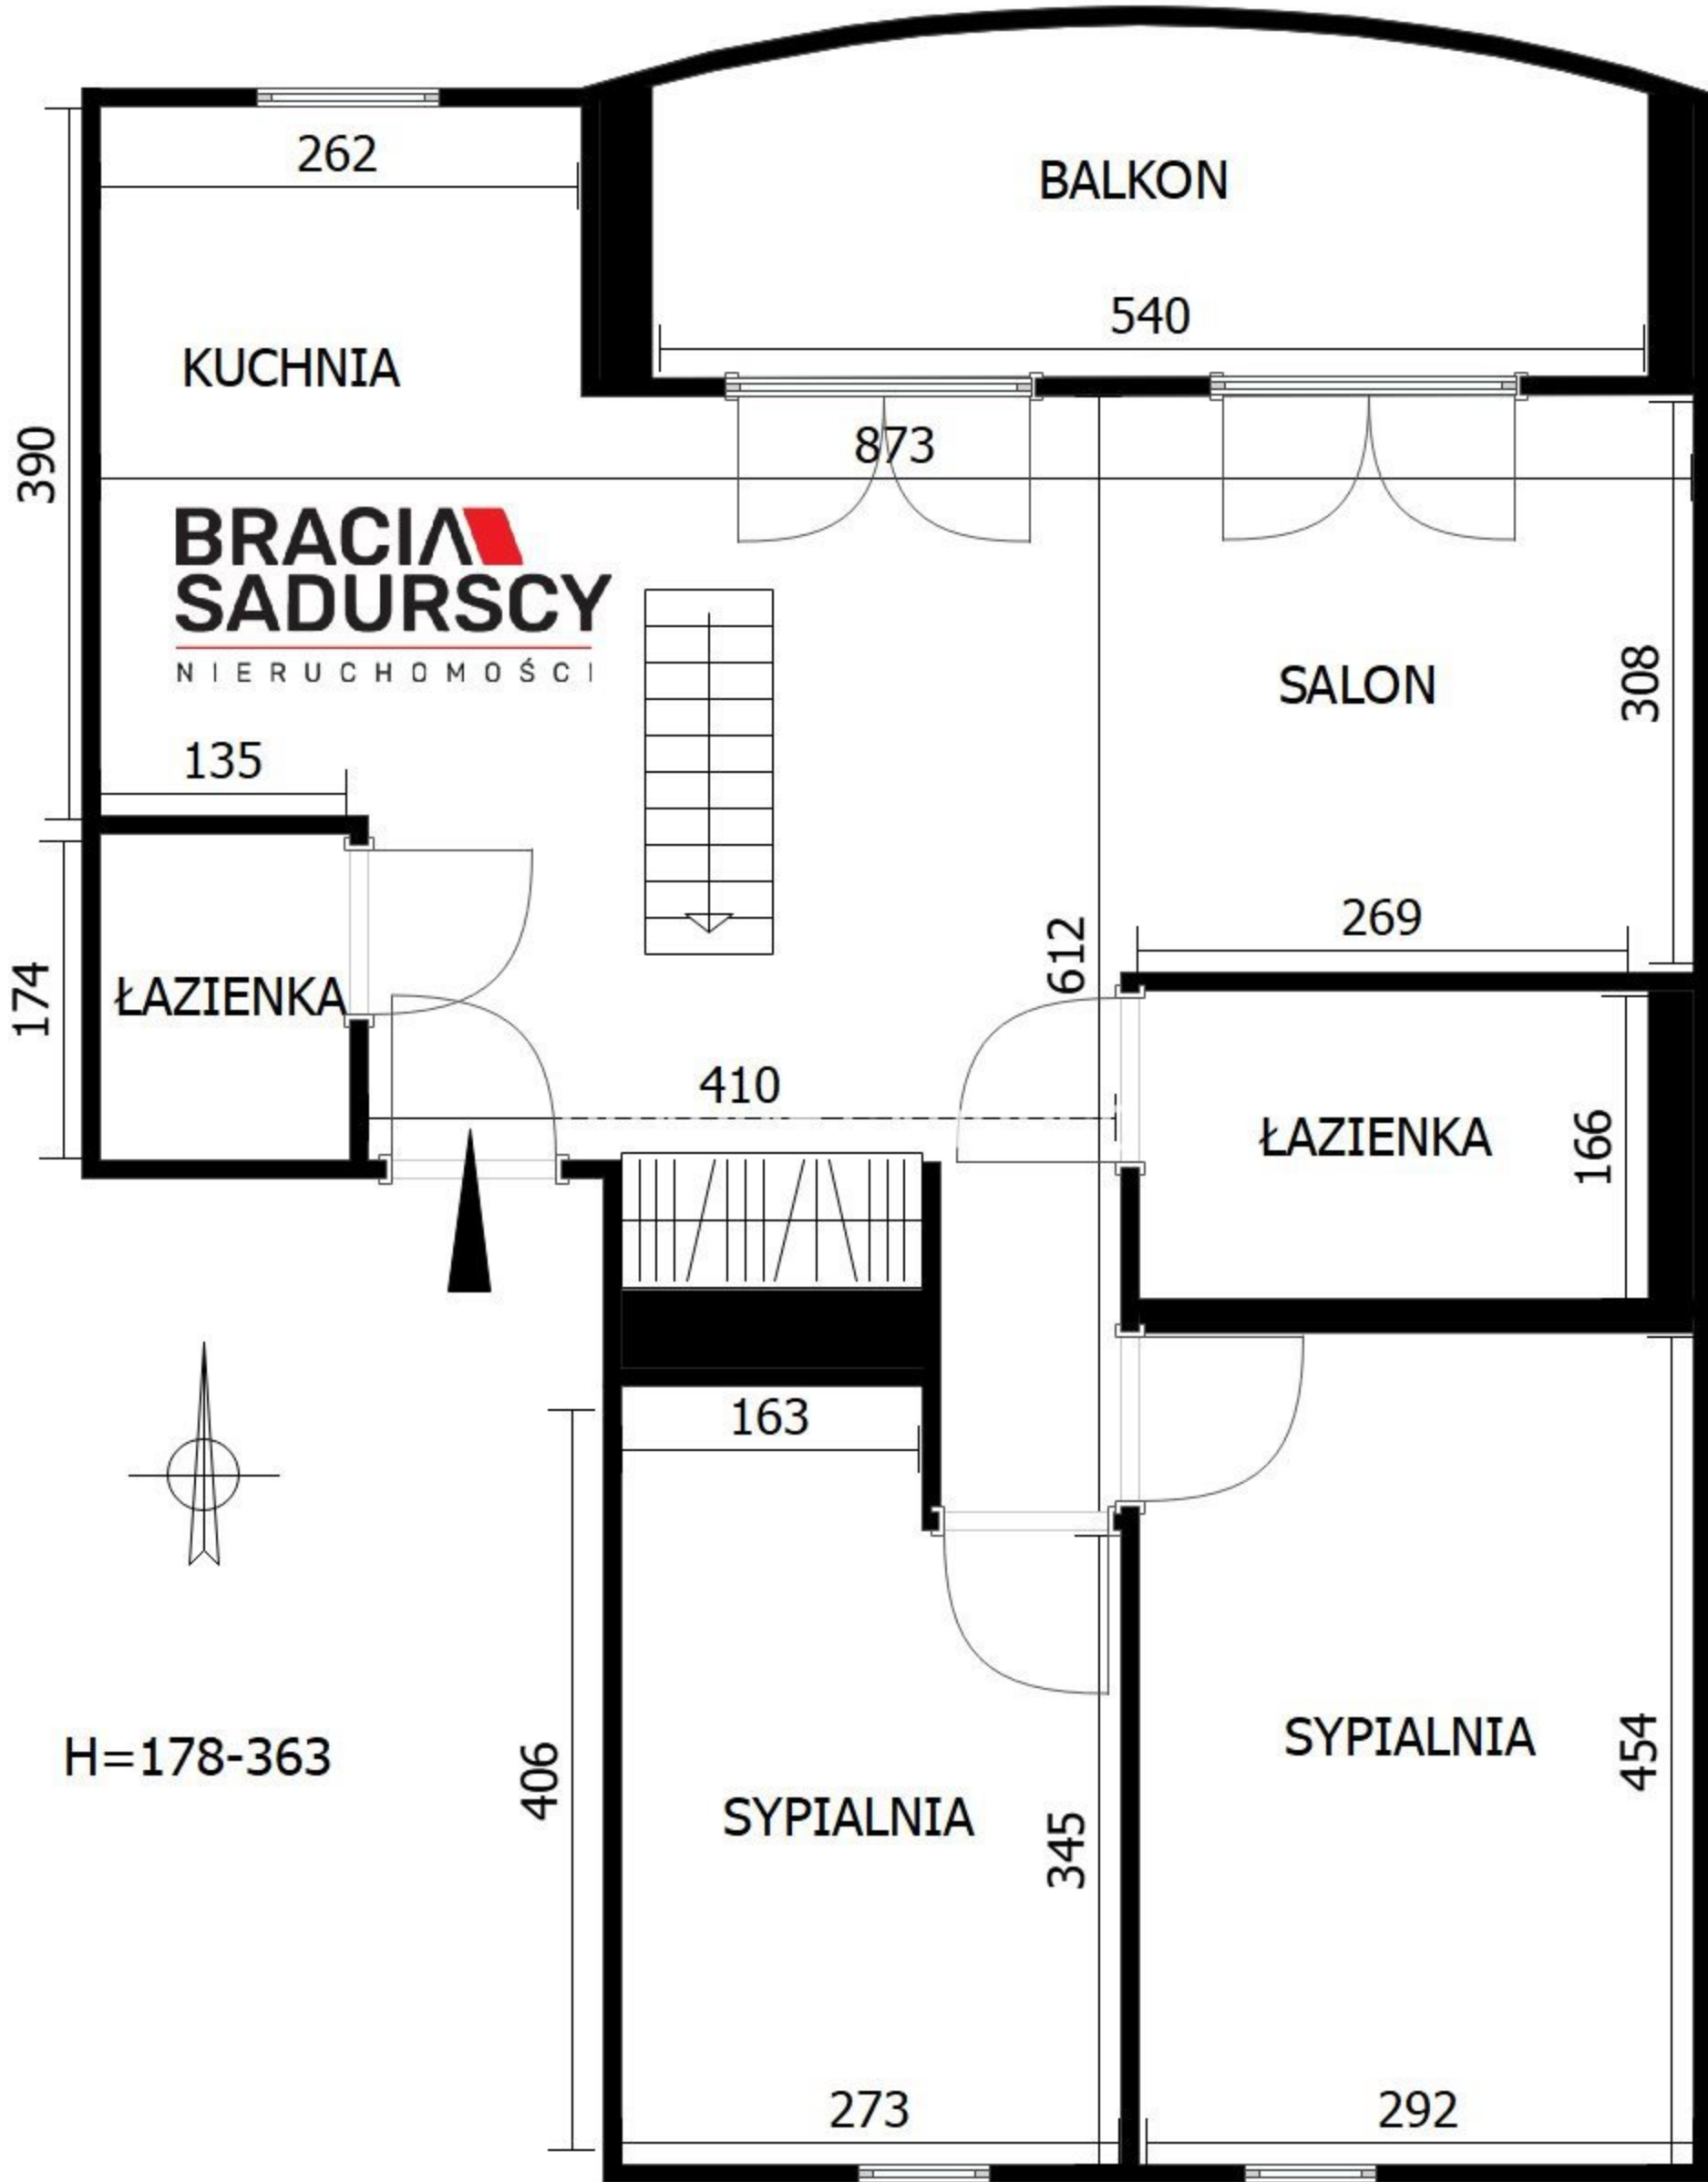 262
BALKON
540
KUCHNIA
873
390
BRACIA
SADURSCY
NIERUCHOMOŚCI
SALON
308
135
269
612
174
ŁAZIENKA
410
ŁAZIENKA
166
163
H=178-363
406
SYPIALNIA
345
SYPIALNIA
454
273
292